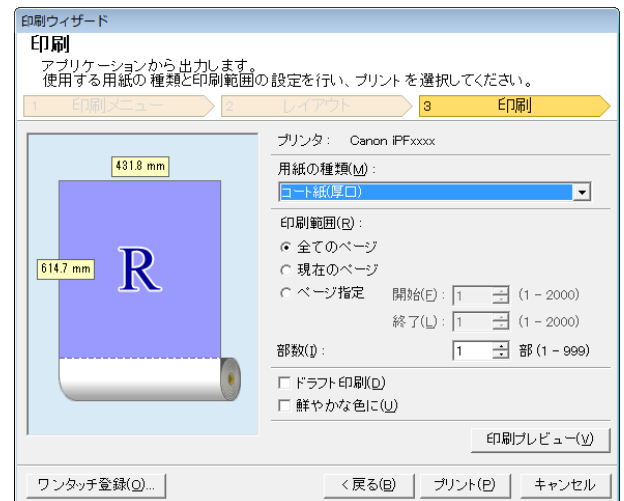 印刷ウィザード
印刷
アプリケーションから出力します。
使用する用紙の種類と印刷範囲の設定を行い、プリントを選択してください。
1 印刷メニュー 2 レイアウト 3 印刷
プリンタ: Canon iPFxxxx
431.8 mm
用紙の種類(M):
コート紙(厚口)
印刷範囲(R):
全てのページ
614.7 mm
R
現在のページ
ページ指定 開始(F): 1 (1 - 2000)
終了(L): 1 (1 - 2000)
部数(I): 1 部(1 - 999)
ドラフト印刷(D)
鮮やかな色に(U)
印刷プレビュー(V)
ワンタッチ登録(O)... <戻る(B) プリント(P) キャンセル